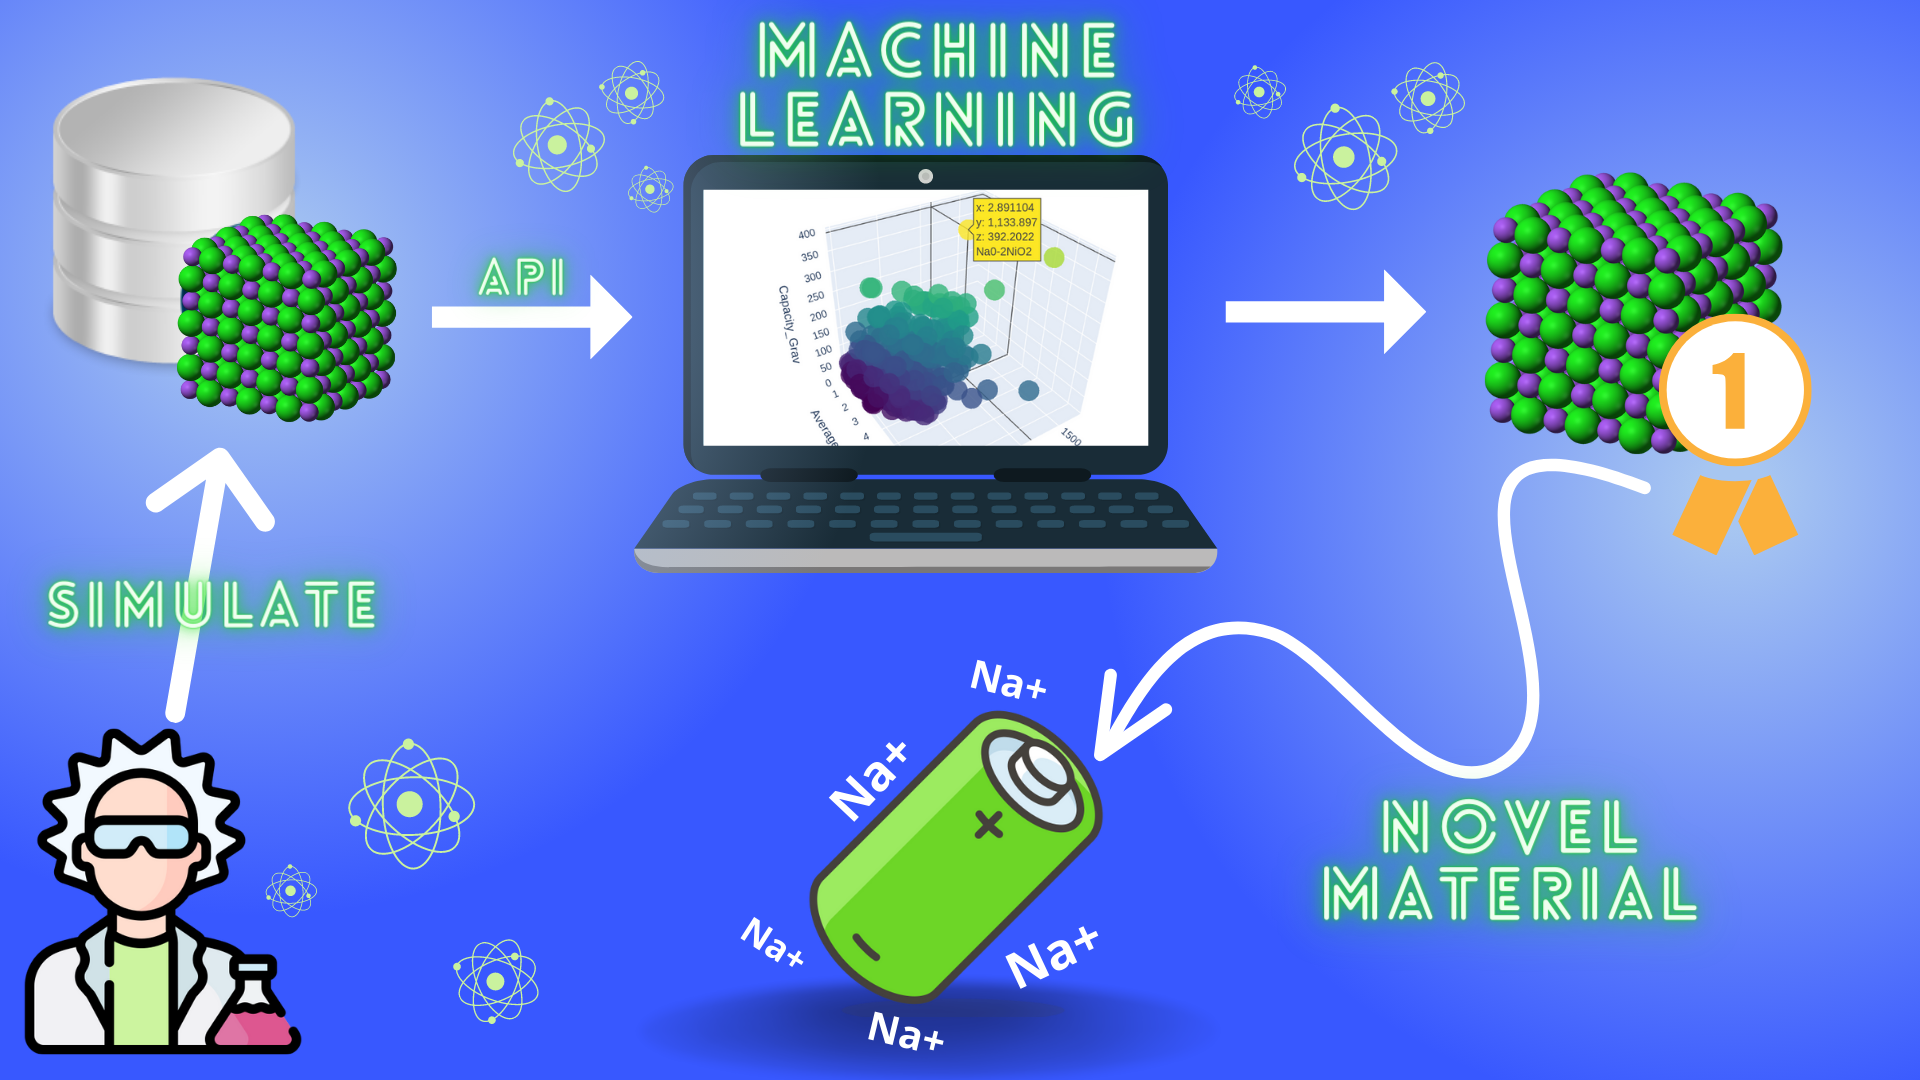 MACHINE
LEARNING
API
x: 2.891104
y: 1,133.897
z: 392.2022
Na0-2NiO2
400
350
300
250
200
150
100
50
0
Capacity_Grav
1
2
3
4
Average
1500
1
SIMULATE
Na+
Na+
Na+
Na+
Na+
NOVEL
MATERIAL